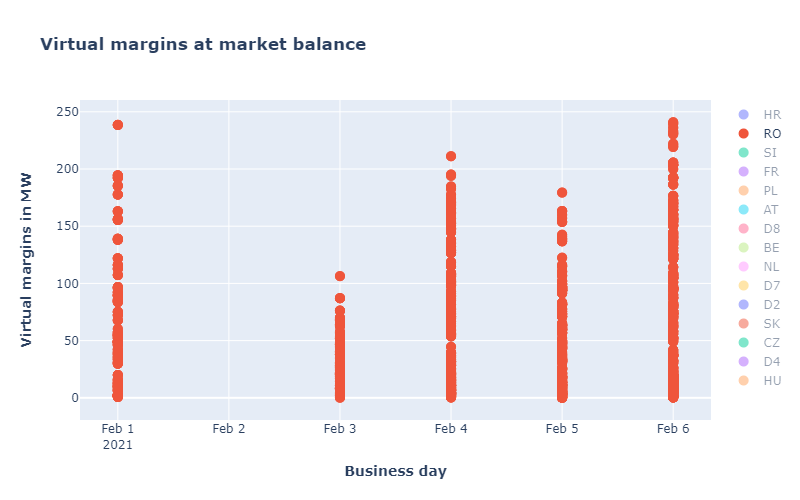 Virtual margins at market balance
Virtual margins in MW
250
200
150
100
50
0
Feb 1
2021
Feb 2
Feb 3
Feb 4
Feb 5
Feb 6
Business day
HR
RO
SI
FR
PL
AT
D8
BE
NL
D7
D2
SK
CZ
D4
HU